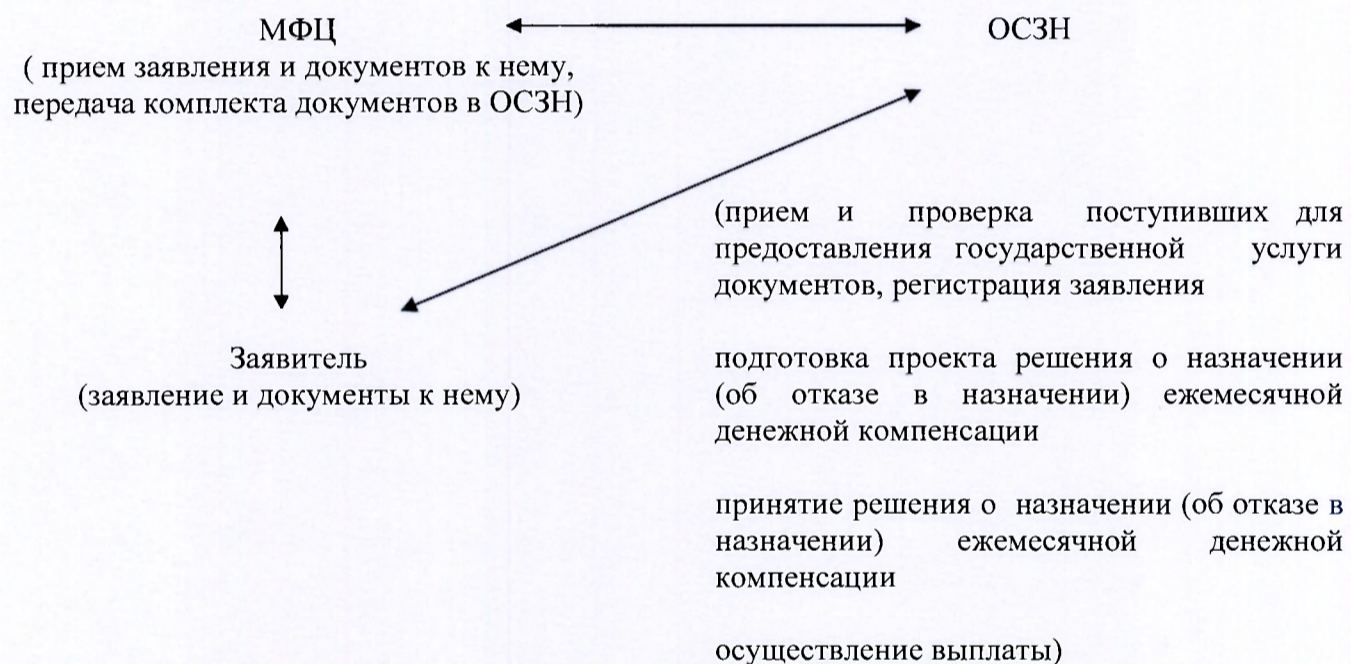 МФЦ
ОСЗН
( прием заявления и документов к нему,
передача комплекта документов в ОСЗН)
(прием и проверка поступивших для
предоставления государственной услуги
документов, регистрация заявления
Заявитель
(заявление и документы к нему)
подготовка проекта решения о назначении
(об отказе в назначении) ежемесячной
денежной компенсации
принятие решения о назначении (об отказе в
назначении) ежемесячной денежной
компенсации
осуществление выплаты)